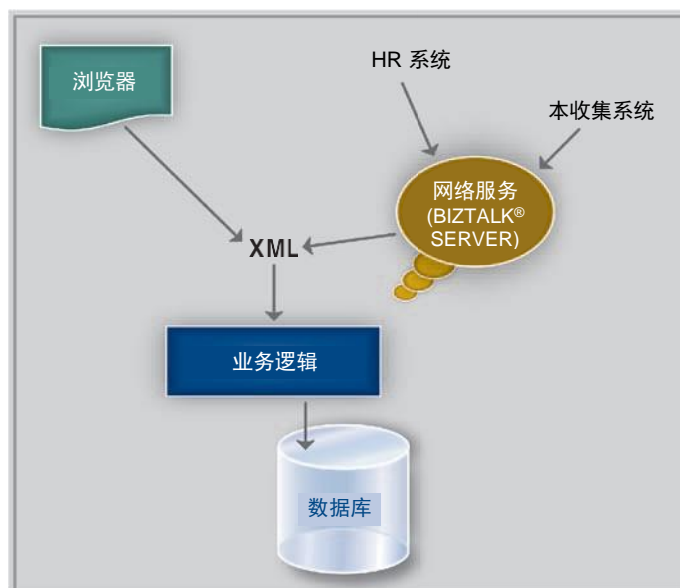 浏览器
HR 系统
本收集系统
网络服务
(BIZTALK®
SERVER)
XML
业务逻辑
数据库